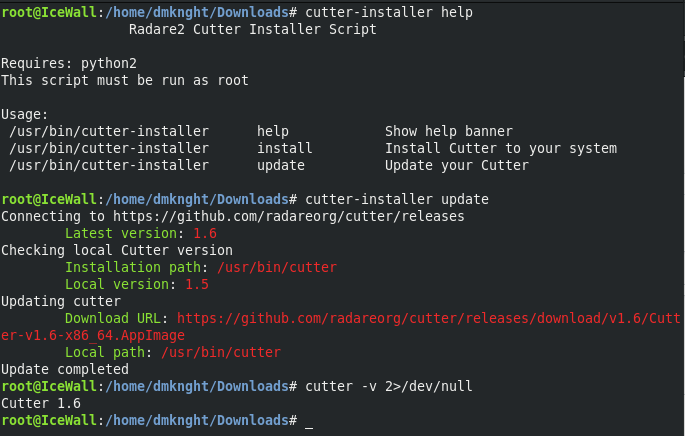 root@IceWall:/home/dmknght/Downloads# cutter-installer help
Radare2 Cutter Installer Script
Requires: python2
This script must be run as root
Usage:
/usr/bin/cutter-installer help Show help banner
/usr/bin/cutter-installer install Install Cutter to your system
/usr/bin/cutter-installer update Update your Cutter
root@IceWall:/home/dmknght/Downloads# cutter-installer update
Connecting to https://github.com/radareorg/cutter/releases
Latest version: 1.6
Checking local Cutter version
Installation path: /usr/bin/cutter
Local version: 1.5
Updating cutter
Download URL: https://github.com/radareorg/cutter/releases/download/v1.6/Cutt
er-v1.6-x86_64.AppImage
Local path: /usr/bin/cutter
Update completed
root@IceWall:/home/dmknght/Downloads# cutter -v 2>/dev/null
Cutter 1.6
root@IceWall:/home/dmknght/Downloads# _